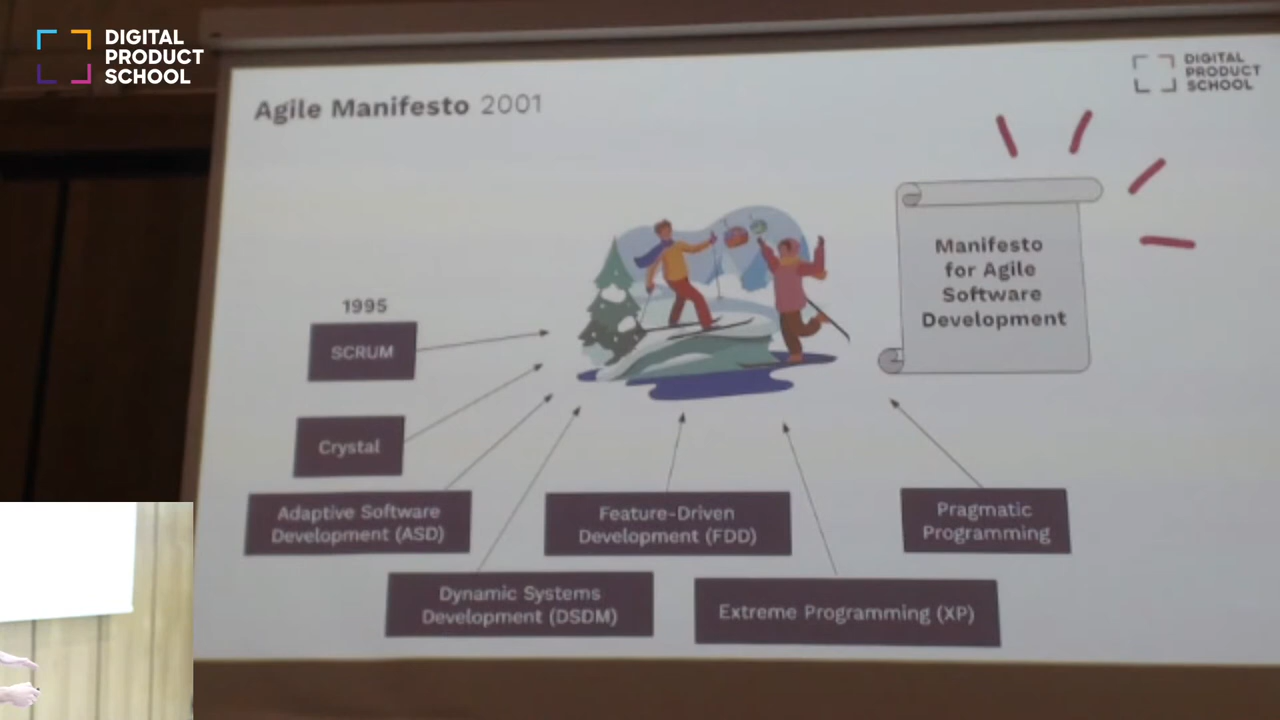 DIGITAL
PRODUCT
SCHOOL
DIGITAL
PRODUCT
SCHOOL
Agile Manifesto 2001
Manifesto
for Agile
Software
Development
1995
SCRUM
Crystal
Adaptive Software
Development (ASD)
Feature-Driven
Development (FDD)
Pragmatic
Programming
Dynamic Systems
Development (DSDM)
Extreme Programming (XP)